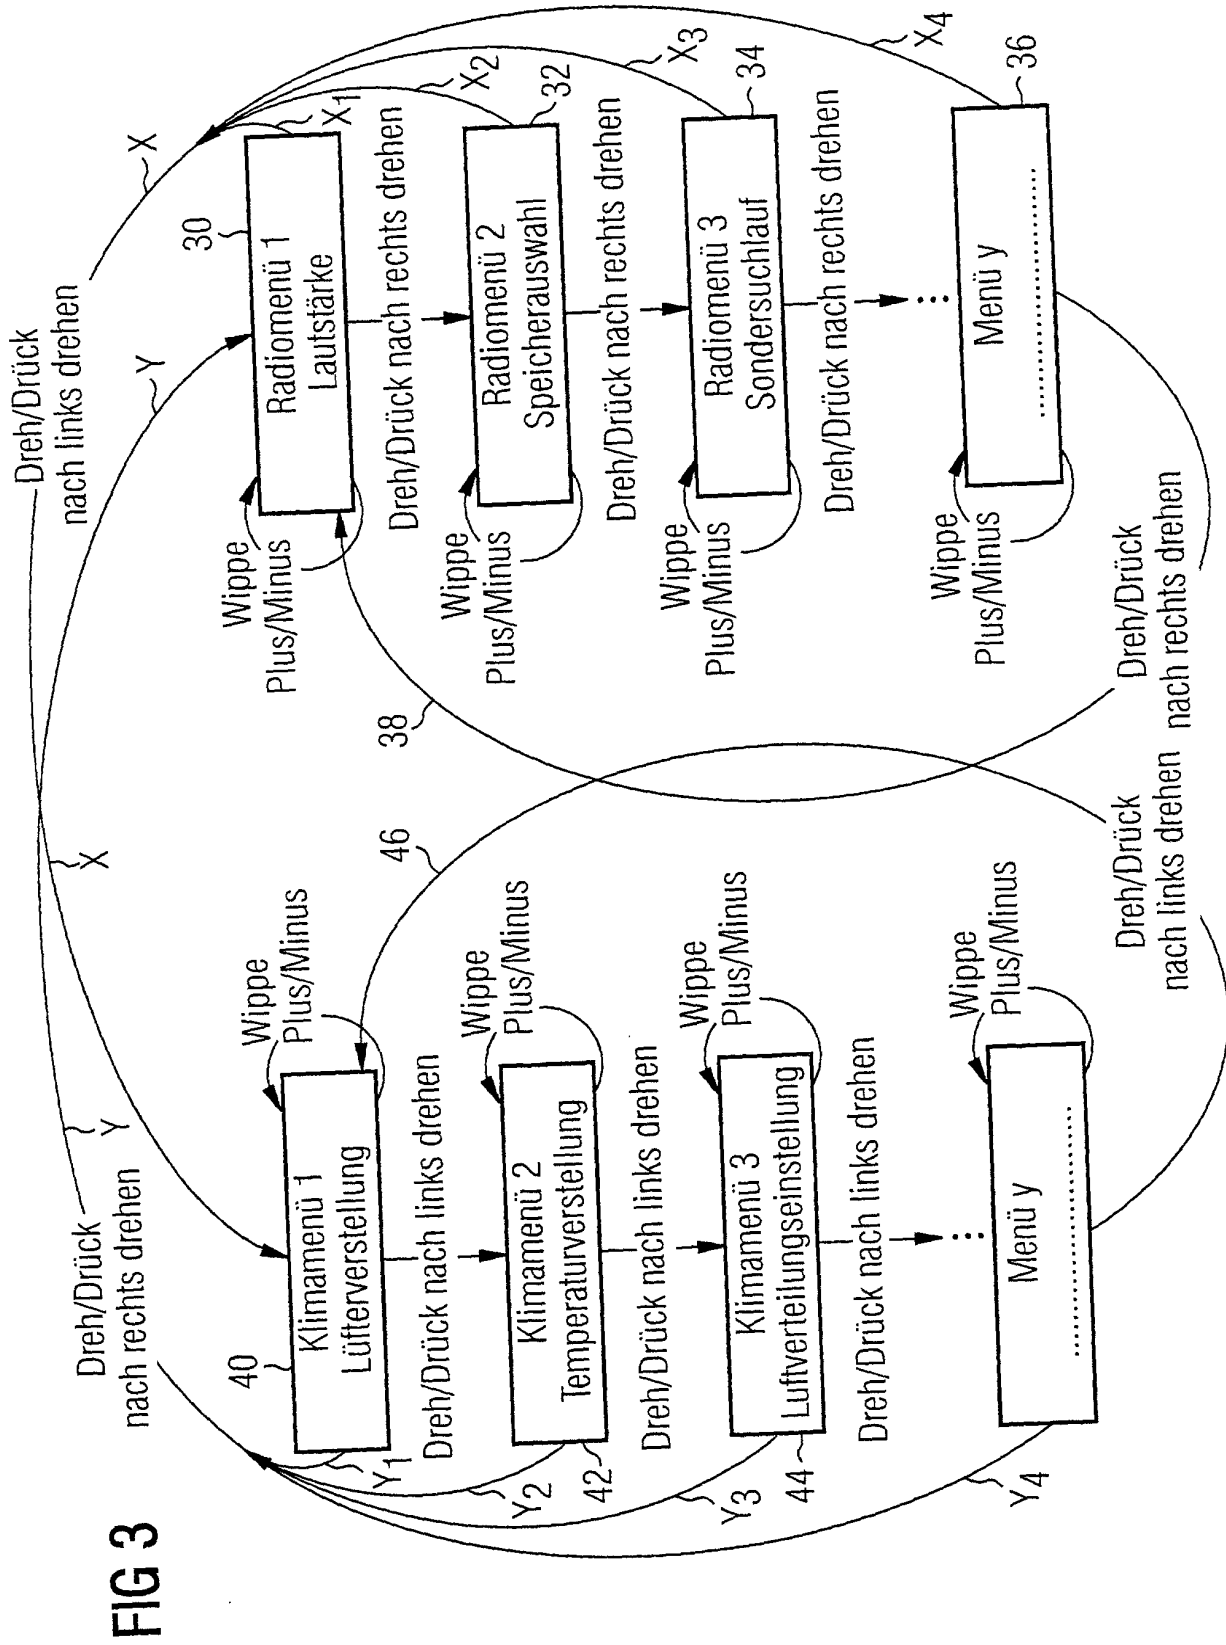 FIG 3
Dreh/Drück
nach rechts drehen
Y
X
Dreh/Drück
nach links drehen
X
Y
40
Klimamenü 1
Lüfterverstellung
Wippe
Plus/Minus
Y1
Dreh/Drück nach links drehen
Klimamenü 2
Temperaturverstellung
Wippe
Plus/Minus
Y2
42
Dreh/Drück nach links drehen
Klimamenü 3
Luftverteilungseinstellung
Wippe
Plus/Minus
Y3
44
Dreh/Drück nach links drehen
Menü y
Wippe
Plus/Minus
Y4
46
38
30
Wippe
Plus/Minus
Radiomenü 1
Lautstärke
X1
Dreh/Drück nach rechts drehen
Wippe
Plus/Minus
Radiomenü 2
Speicherauswahl
X2
32
Dreh/Drück nach rechts drehen
Wippe
Plus/Minus
Radiomenü 3
Sondersuchlauf
X3
34
Dreh/Drück nach rechts drehen
Wippe
Plus/Minus
Menü y
X4
36
Dreh/Drück
nach links drehen
Dreh/Drück
nach rechts drehen